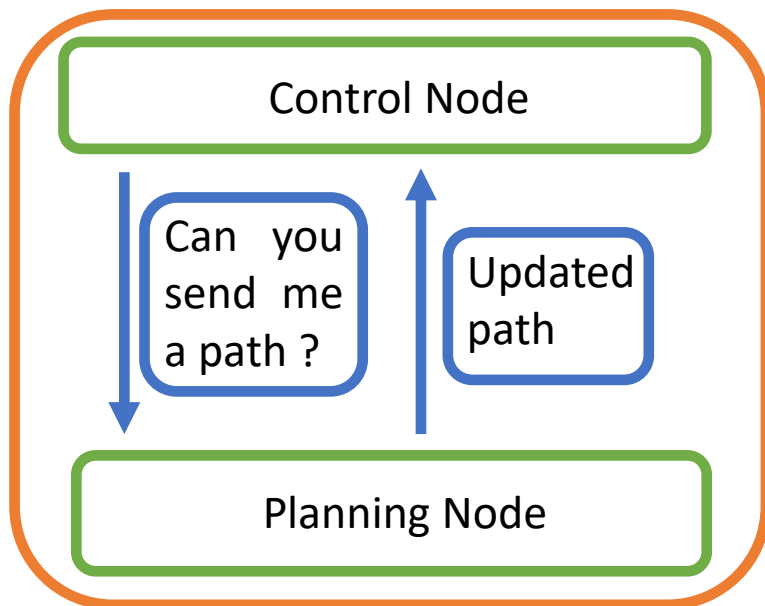 Control Node
Can you
send me
a path ?
Updated
path
Planning Node